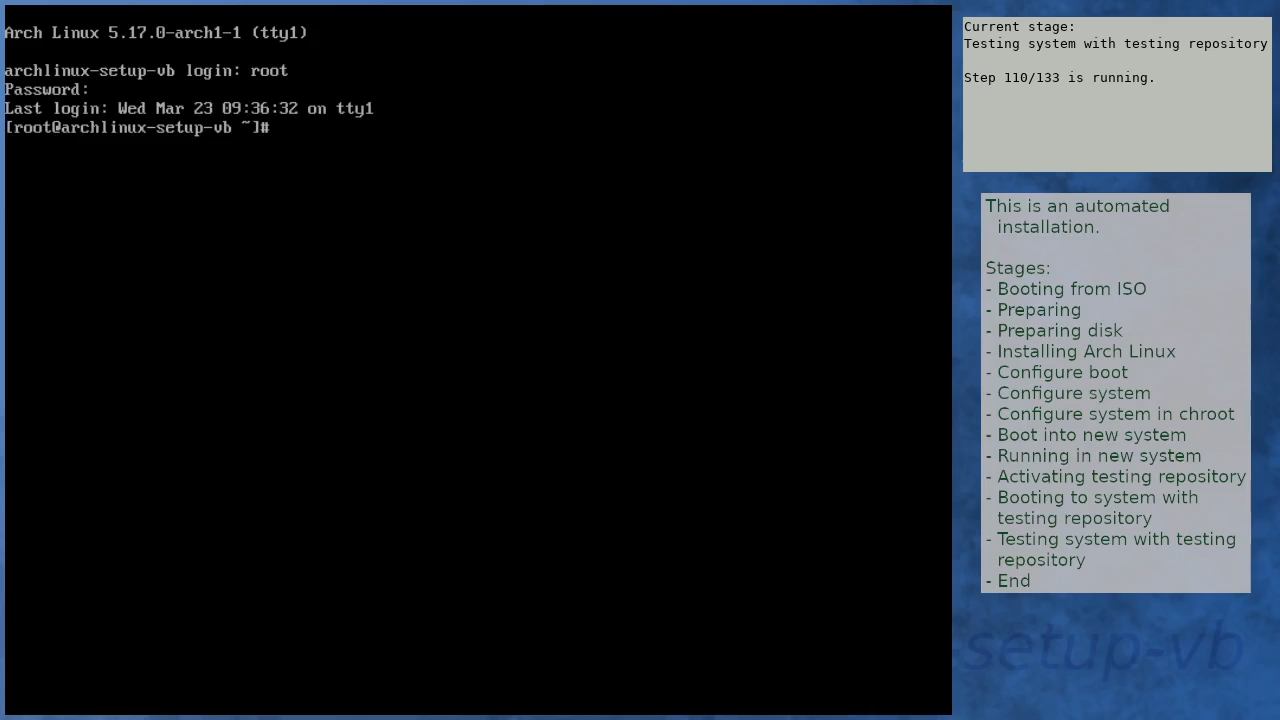 Arch Linux 5.17.0-arch1-1 (tty1)
archlinux-setup-vb login: root
Password:
Last login: Wed Mar 23 09:36:32 on tty1
[root@archlinux-setup-vb ~]#
Current stage:
Testing system with testing repository
Step 110/133 is running.
This is an automated
installation.
Stages:
- Booting from ISO
- Preparing
- Preparing disk
- Installing Arch Linux
- Configure boot
- Configure system
- Configure system in chroot
- Boot into new system
- Running in new system
- Activating testing repository
- Booting to system with
testing repository
- Testing system with testing
repository
- End
-setup-vb